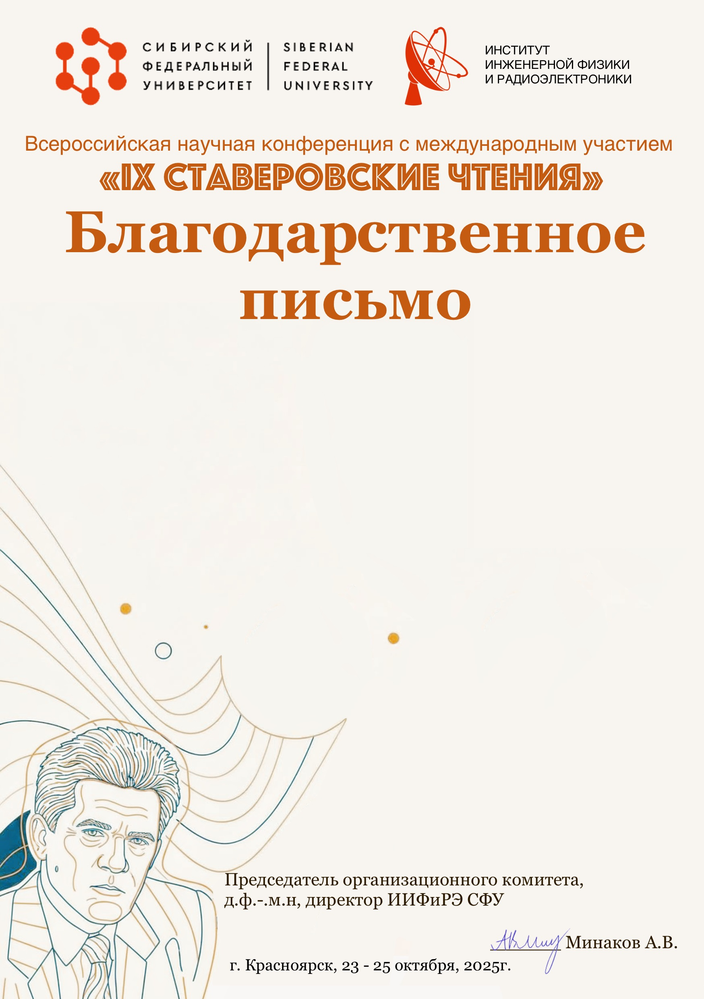 СИБИРСКИЙ
ФЕДЕРАЛЬНЫЙ
УНИВЕРСИТЕТ
SIBERIAN
FEDERAL
UNIVERSITY
ИНСТИТУТ
ИНЖЕНЕРНОЙ ФИЗИКИ
И РАДИОЭЛЕКТРОНИКИ
Всероссийская научная конференция с международным участием
«IX СТАВЕРОВСКИЕ ЧТЕНИЯ»
Благодарственное
письмо
Председатель организационного комитета,
д.ф.-.м.н, директор ИИФиРЭ СФУ
Минаков А.В.
г. Красноярск, 23 - 25 октября, 2025г.